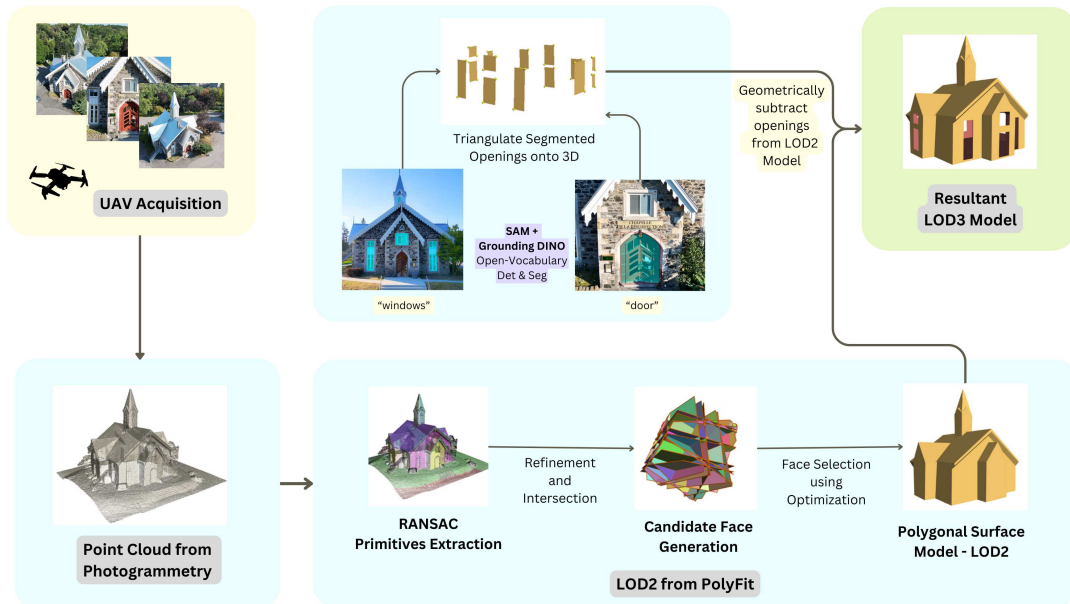 UAV Acquisition
Triangulate Segmented
Openings onto 3D
SAM +
Grounding DINO
Open-Vocabulary
Det & Seg
"windows"
"door"
Geometrically
subtract
openings
from LOD2
Model
Resultant
LOD3 Model
Point Cloud from
Photogrammetry
RANSAC
Primitives Extraction
Refinement
and
Intersection
Candidate Face
Generation
Face Selection
using
Optimization
Polygonal Surface
Model - LOD2
LOD2 from PolyFit